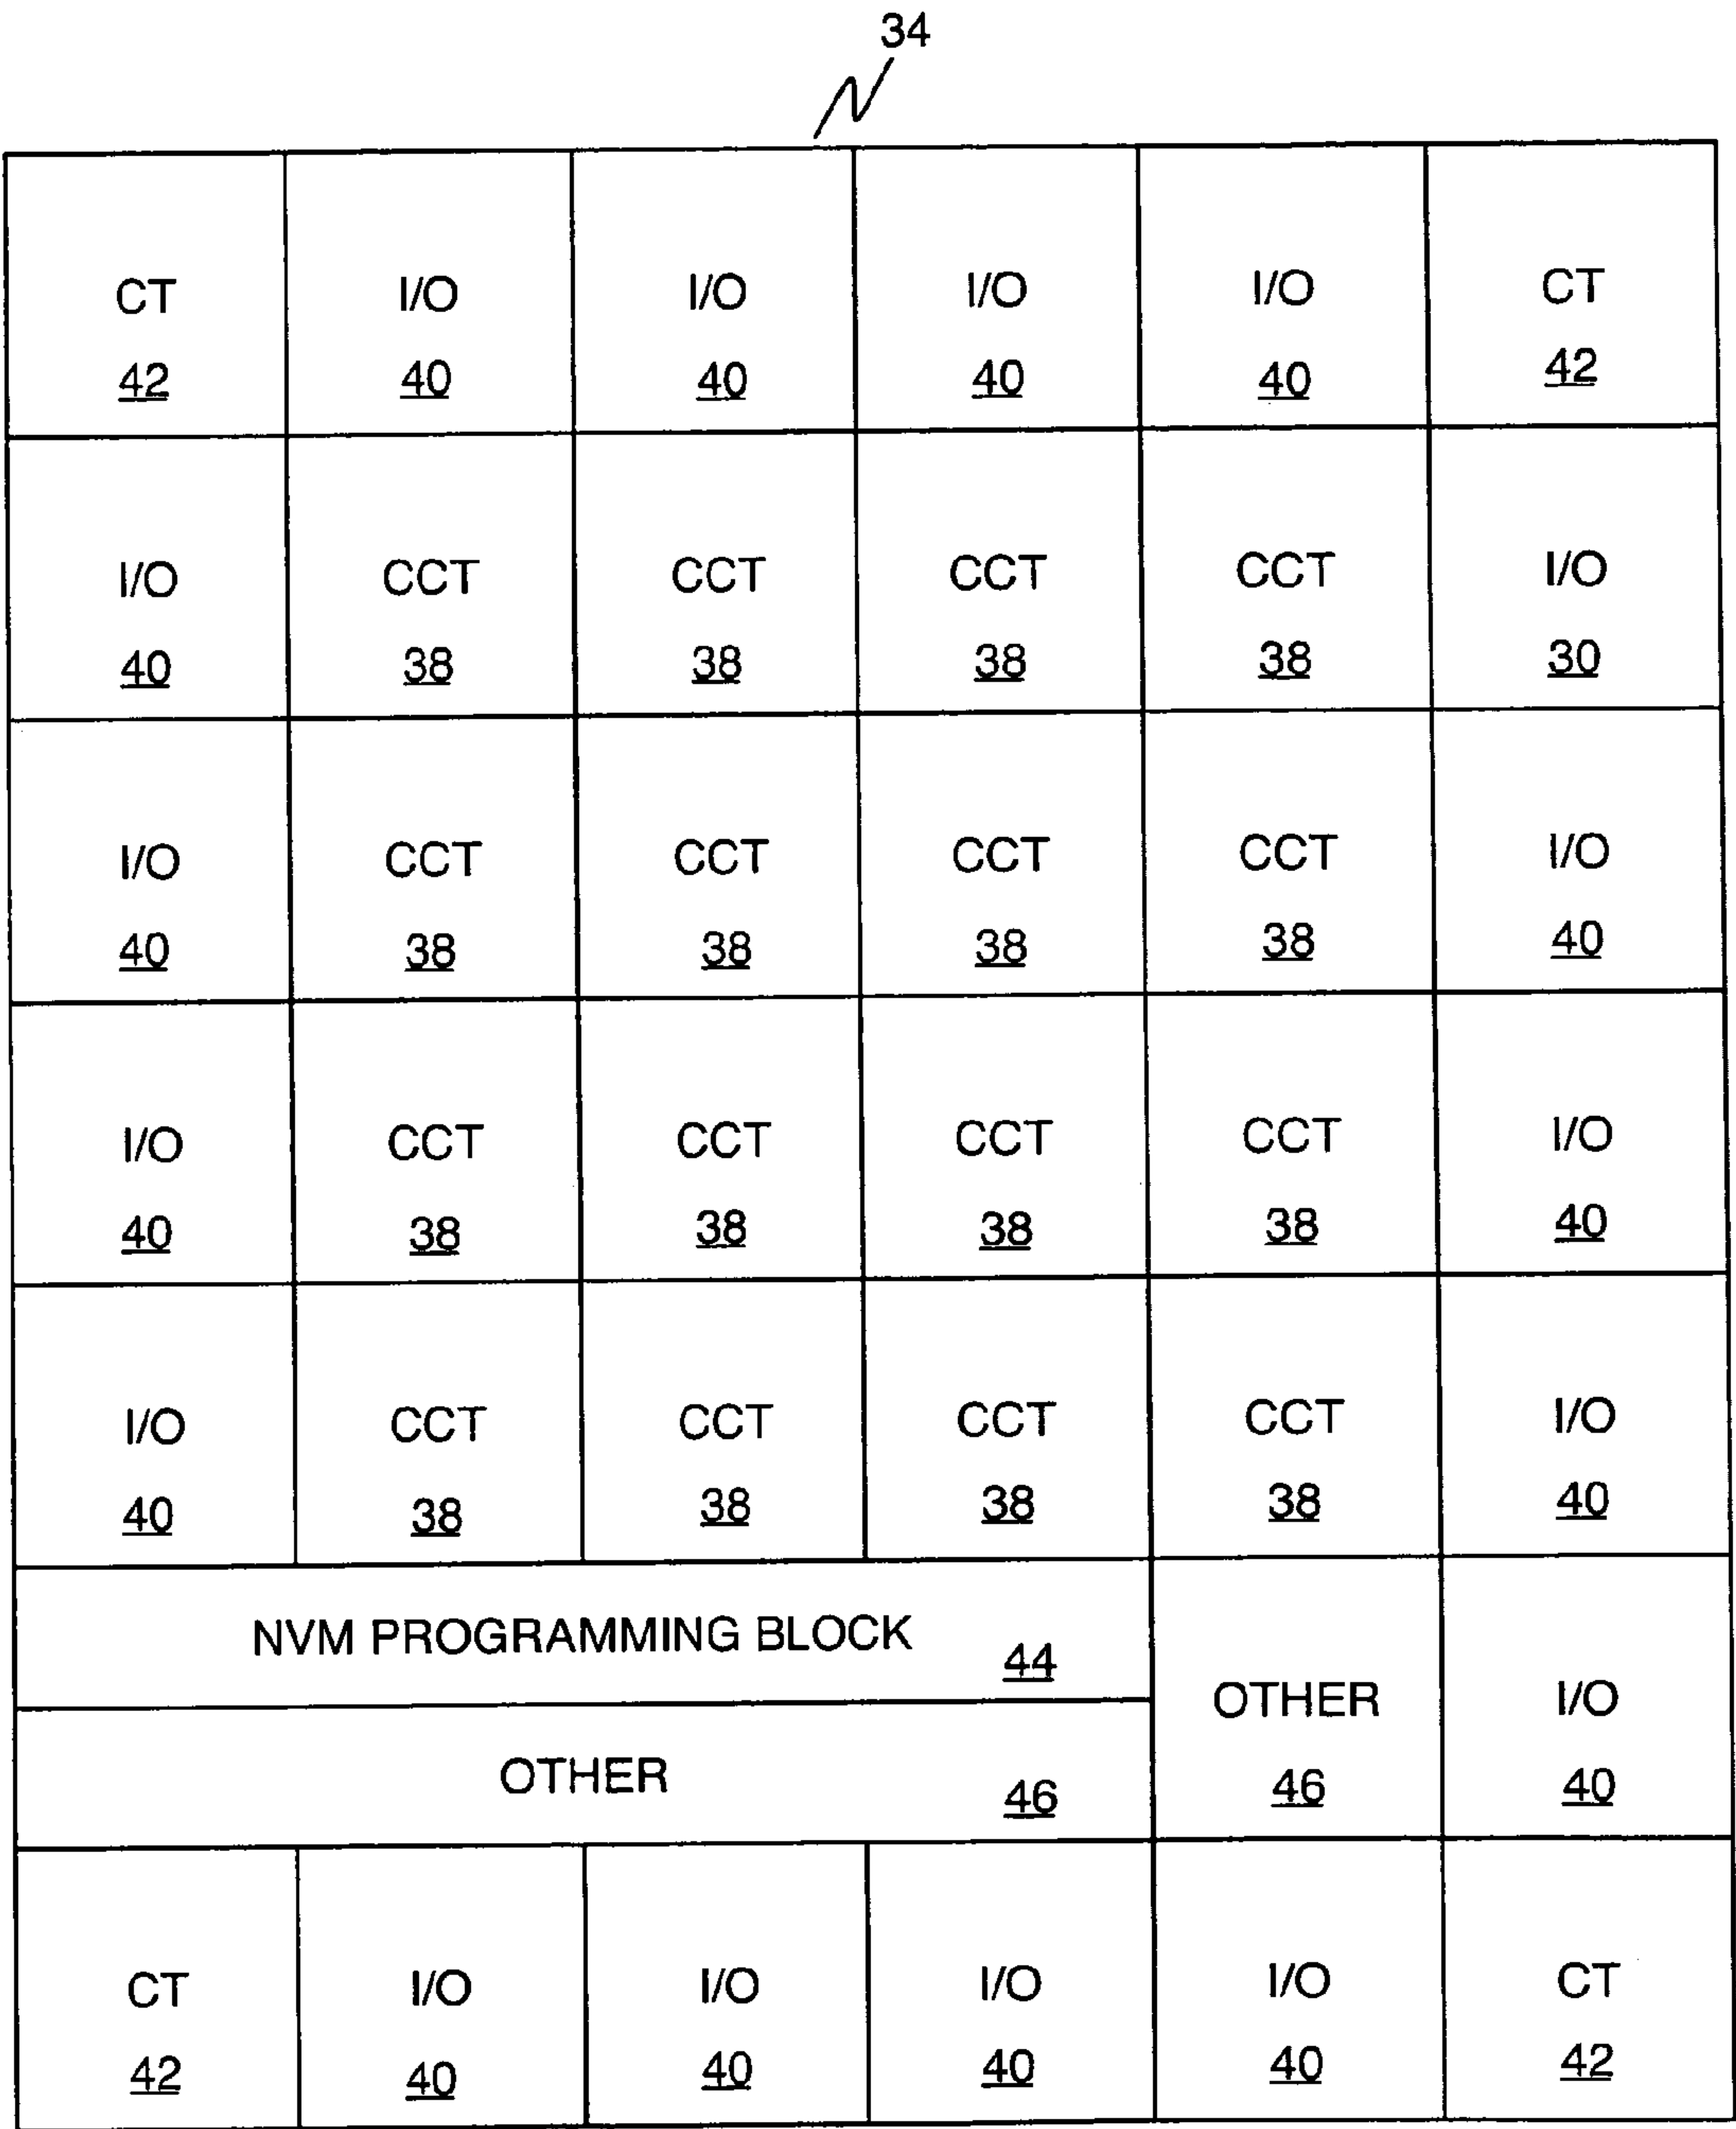 34
CT I/O I/O I/O I/O CT
42 40 40 40 40 42
I/O CCT CCT CCT CCT I/O
40 38 38 38 38 30
I/O CCT CCT CCT CCT I/O
40 38 38 38 38 40
I/O CCT CCT CCT CCT I/O
40 38 38 38 38 40
I/O CCT CCT CCT CCT I/O
40 38 38 38 38 40
NVM PROGRAMMING BLOCK 44
OTHER I/O
OTHER 46 46 40
CT I/O I/O I/O I/O CT
42 40 40 40 40 42